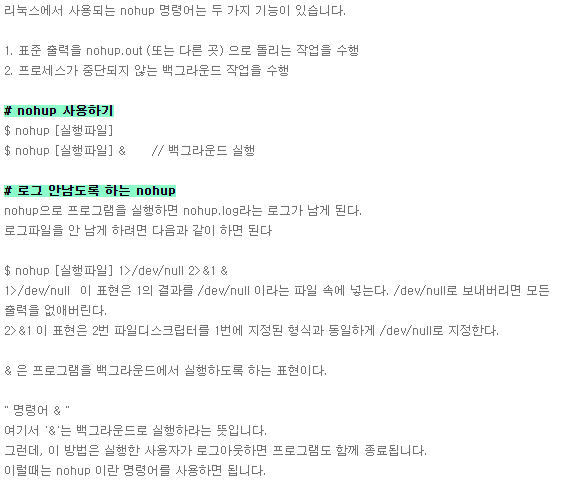 리눅스에서 사용되는 nohup 명령어는 두 가지 기능이 있습니다.
1. 표준 출력을 nohup.out (또는 다른 곳) 으로 돌리는 작업을 수행
2. 프로세스가 중단되지 않는 백그라운드 작업을 수행
# nohup 사용하기
$ nohup [실행파일]
$ nohup [실행파일] & // 백그라운드 실행
# 로그 안남도록 하는 nohup
nohup으로 프로그램을 실행하면 nohup.log라는 로그가 남게 된다.
로그파일을 안 남게 하려면 다음과 같이 하면 된다
$ nohup [실행파일] 1>/dev/null 2>&1 &
1>/dev/null 이 표현은 1의 결과를 /dev/null 이라는 파일 속에 넣는다. /dev/null로 보내버리면 모든
출력을 없애버린다.
2>&1 이 표현은 2번 파일디스크립터를 1번에 지정된 형식과 동일하게 /dev/null로 지정한다.
& 은 프로그램을 백그라운드에서 실행하도록 하는 표현이다.
" 명령어 & "
여기서 '&'는 백그라운드로 실행하라는 뜻입니다.
그런데, 이 방법은 실행한 사용자가 로그아웃하면 프로그램도 함께 종료됩니다.
이럴때는 nohup 이란 명령어를 사용하면 됩니다.